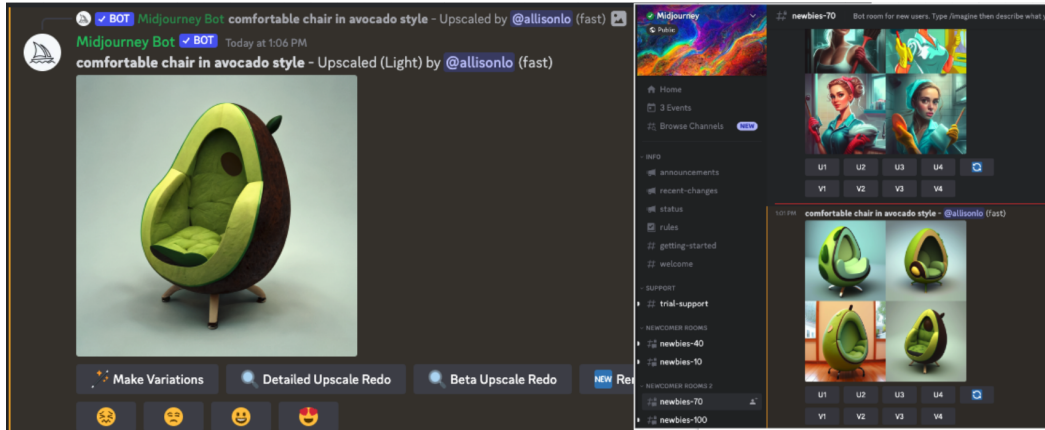 BOT Midjourney Bot comfortable chair in avocado style - Upscaled by @allisonlo (fast)
Midjourney Bot BOT Today at 1:06 PM
comfortable chair in avocado style - Upscaled (Light) by @allisonlo (fast)
Make Variations
Detailed Upscale Redo
Beta Upscale Redo
NEW
Midjourney
Public
Home
3 Events
Browse Channels NEW
INFO
announcements
recent-changes
status
rules
getting-started
welcome
SUPPORT
trial-support
NEWCOMER ROOMS
newbies-40
newbies-10
NEWCOMER ROOMS 2
newbies-70
newbies-100
newbies-70 Bot room for new users. Type /imagine then describe what
U1 U2 U3 U4
V1 V2 V3 V4
1:01 PM comfortable chair in avocado style - @allisonlo (fast)
U1 U2 U3 U4
V1 V2 V3 V4